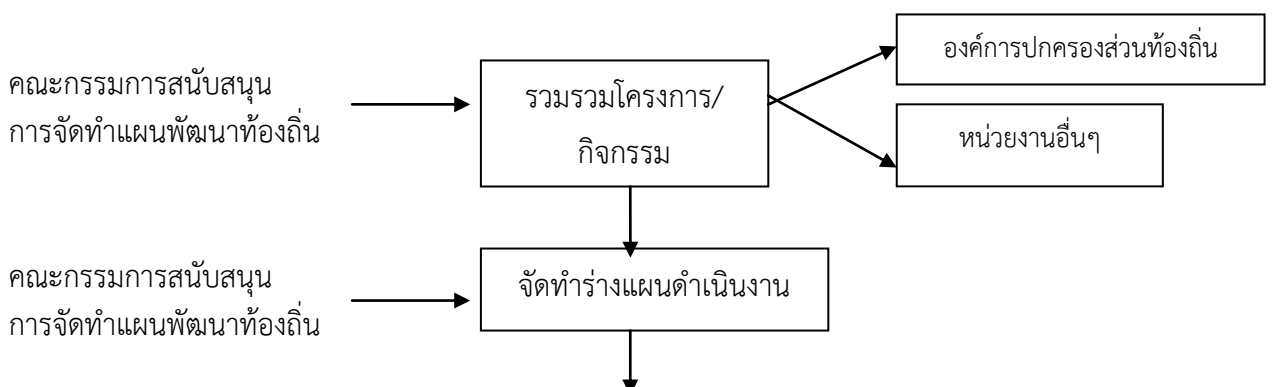 องค์การปกครองส่วนท้องถิ่น
คณะกรรมการสนับสนุน
การจัดทำแผนพัฒนาท้องถิ่น
รวมรวมโครงการ/
กิจกรรม
หน่วยงานอื่นๆ
คณะกรรมการสนับสนุน
การจัดทำแผนพัฒนาท้องถิ่น
จัดทำร่างแผนดำเนินงาน